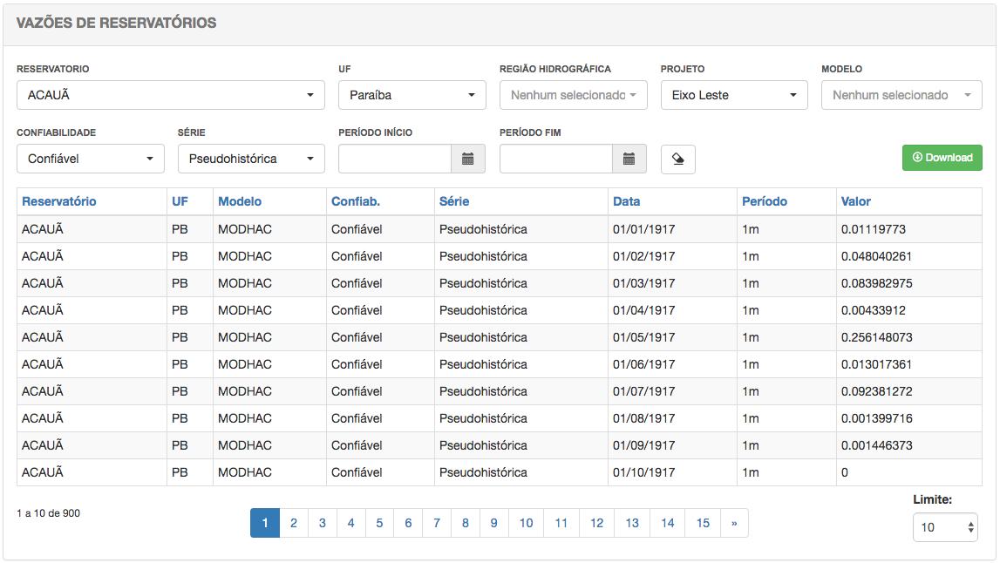 VAZÕES DE RESERVATÓRIOS
RESERVATORIO UF REGIÃO HIDROGRÁFICA PROJETO MODELO
ACAUÃ Paraíba Nenhum selecionado Eixo Leste Nenhum selecionado
CONFIABILIDADE SÉRIE PERÍODO INÍCIO PERÍODO FIM
Confiável Pseudohistórica Download
Reservatório UF Modelo Confiab. Série Data Período Valor
ACAUÃ PB MODHAC Confiável Pseudohistórica 01/01/1917 1m 0.01119773
ACAUÃ PB MODHAC Confiável Pseudohistórica 01/02/1917 1m 0.048040261
ACAUÃ PB MODHAC Confiável Pseudohistórica 01/03/1917 1m 0.083982975
ACAUÃ PB MODHAC Confiável Pseudohistórica 01/04/1917 1m 0.00433912
ACAUÃ PB MODHAC Confiável Pseudohistórica 01/05/1917 1m 0.256148073
ACAUÃ PB MODHAC Confiável Pseudohistórica 01/06/1917 1m 0.013017361
ACAUÃ PB MODHAC Confiável Pseudohistórica 01/07/1917 1m 0.092381272
ACAUÃ PB MODHAC Confiável Pseudohistórica 01/08/1917 1m 0.001399716
ACAUÃ PB MODHAC Confiável Pseudohistórica 01/09/1917 1m 0.001446373
ACAUÃ PB MODHAC Confiável Pseudohistórica 01/10/1917 1m 0
Limite:
1 a 10 de 900
1 2 3 4 5 6 7 8 9 10 11 12 13 14 15 » 10